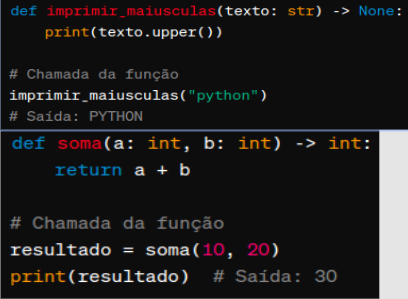 def imprimir_maiusculas(texto: str) -> None:
    print(texto.upper())
# Chamada da função
imprimir_maiusculas("python")
# Saída: PYTHON
def soma(a: int, b: int) -> int:
    return a + b
# Chamada da função
resultado = soma(10, 20)
print(resultado)  # Saída: 30